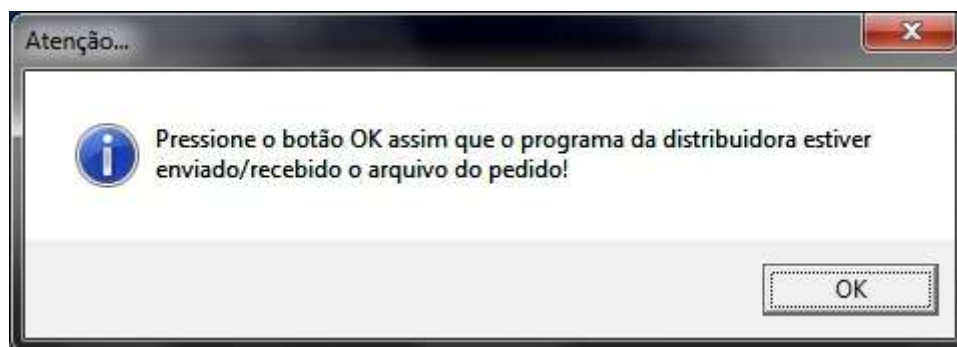 Atenção...
Pressione o botão OK assim que o programa da distribuidora estiver
enviado/recebido o arquivo do pedido!
OK